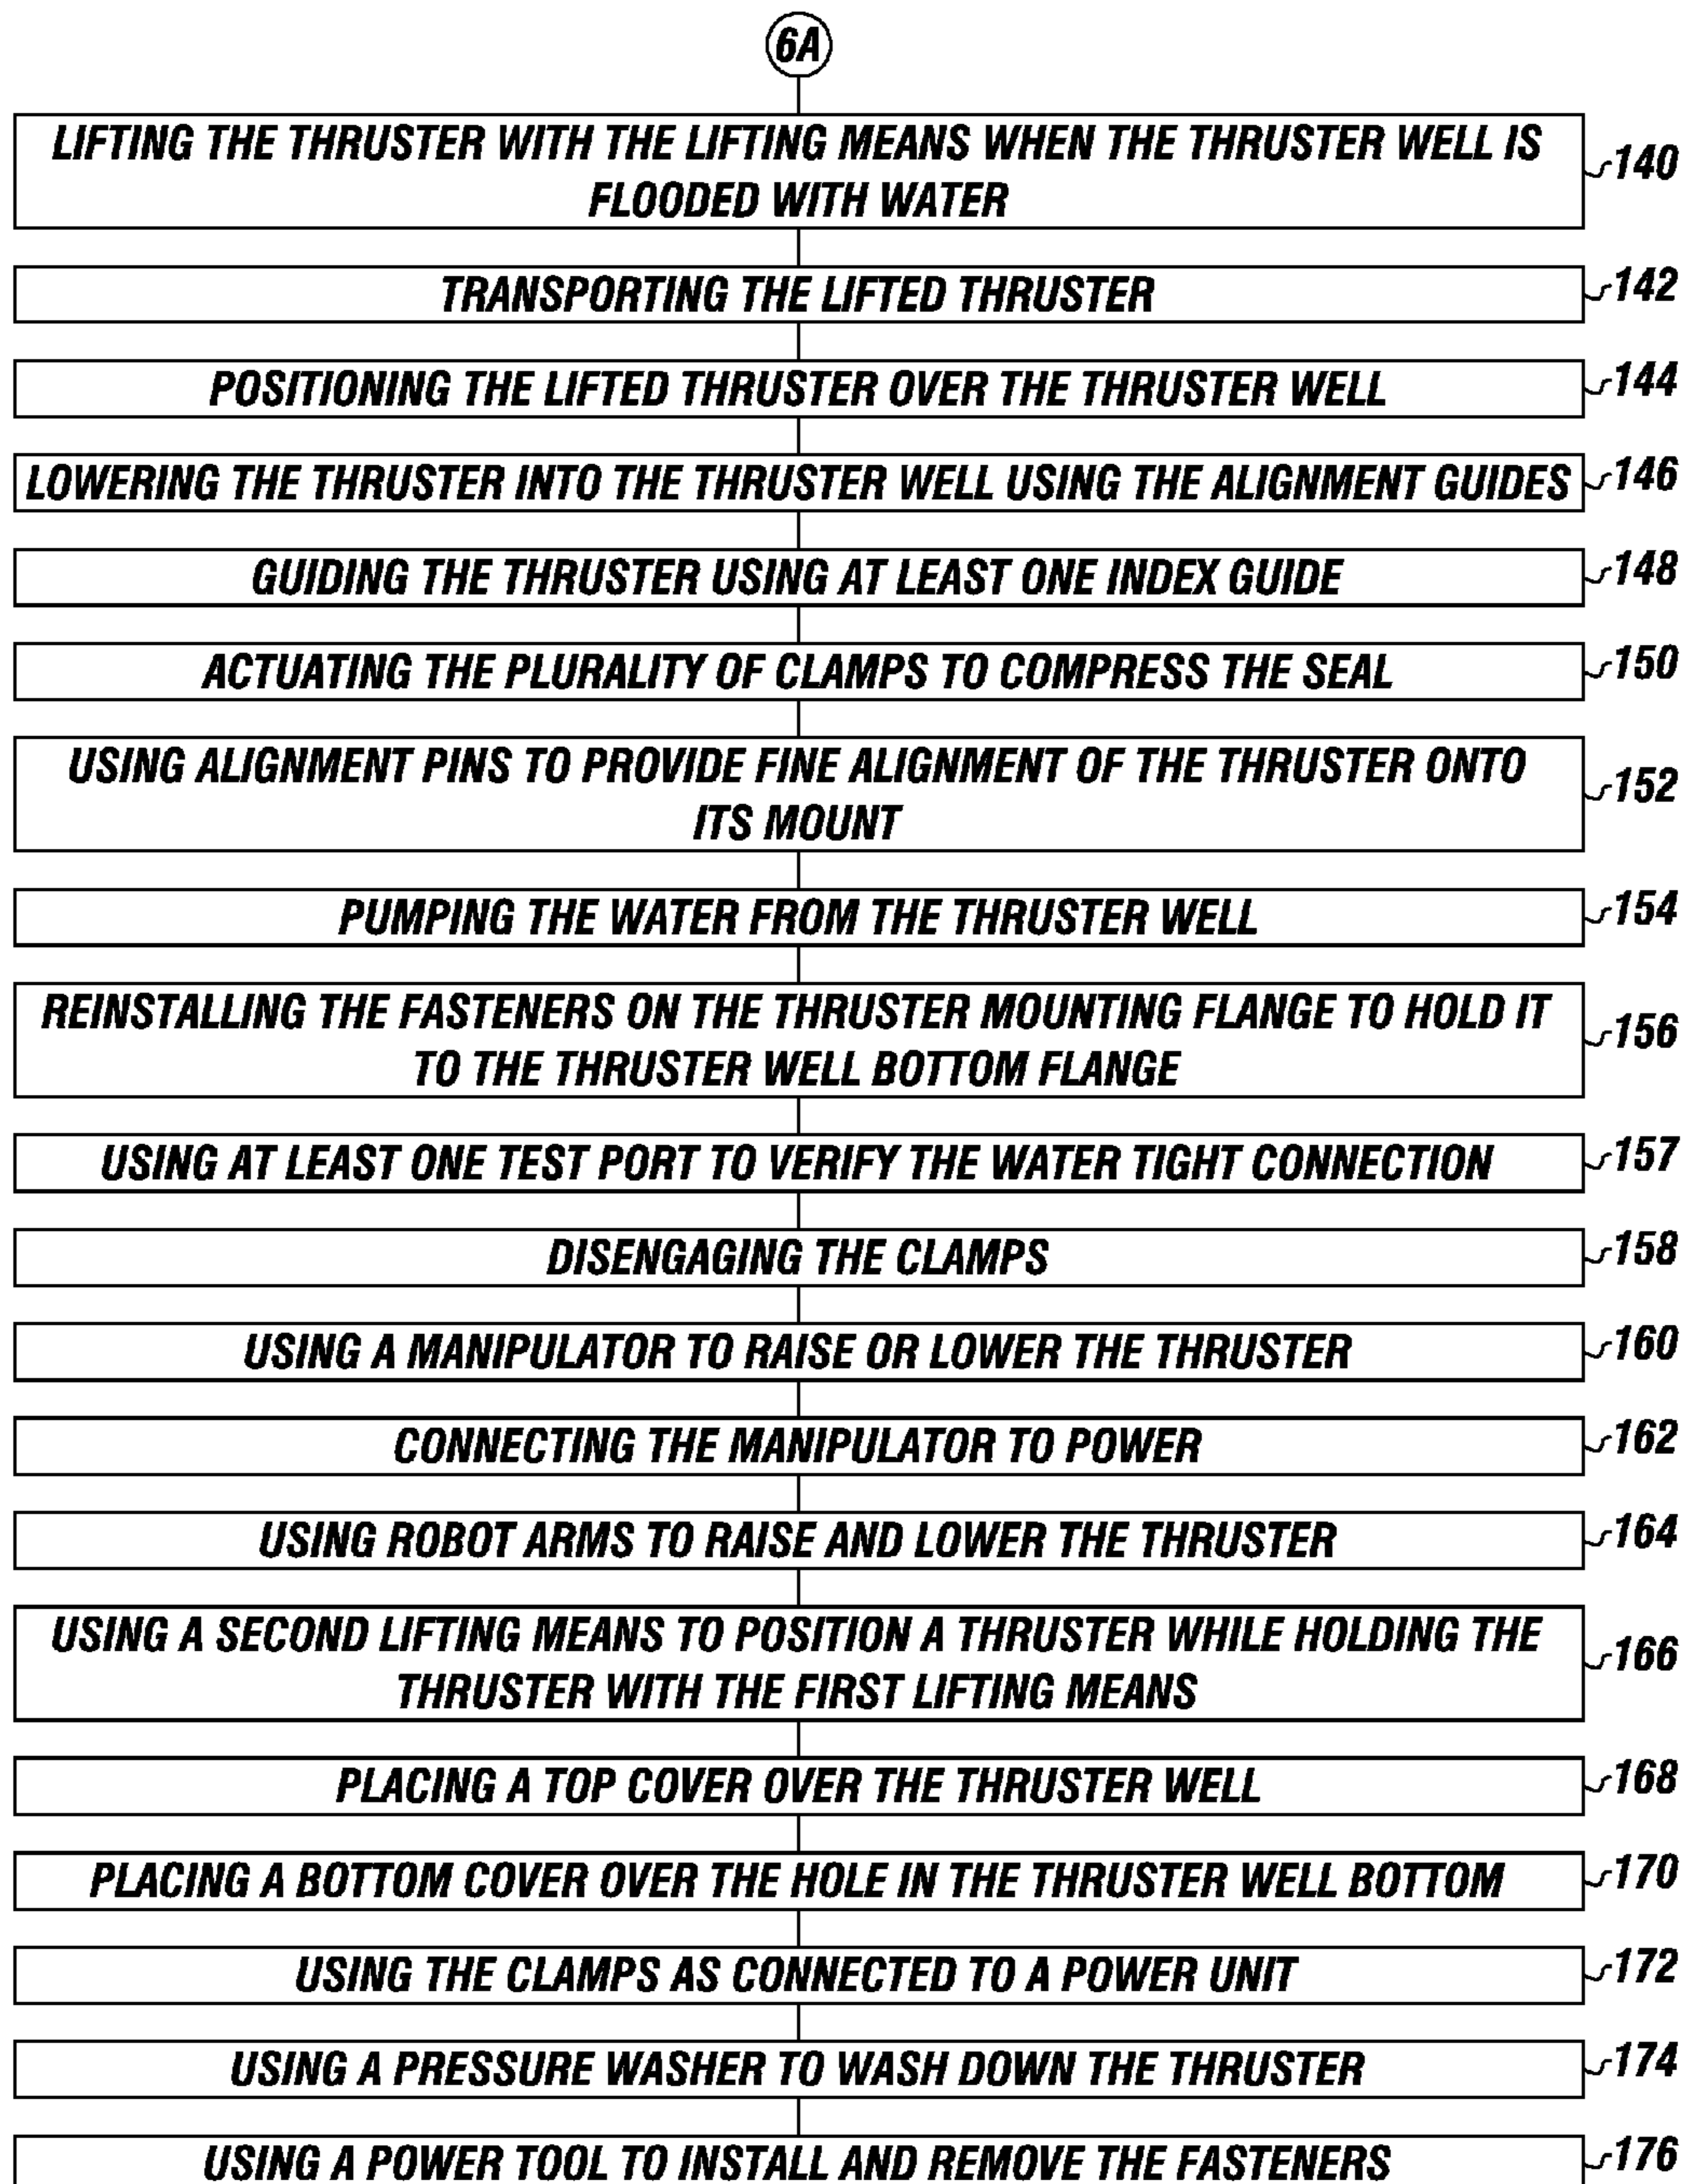 6A
LIFTING THE THRUSTER WITH THE LIFTING MEANS WHEN THE THRUSTER WELL IS
FLOODED WITH WATER
140
TRANSPORTING THE LIFTED THRUSTER
142
POSITIONING THE LIFTED THRUSTER OVER THE THRUSTER WELL
144
LOWERING THE THRUSTER INTO THE THRUSTER WELL USING THE ALIGNMENT GUIDES
146
GUIDING THE THRUSTER USING AT LEAST ONE INDEX GUIDE
148
ACTUATING THE PLURALITY OF CLAMPS TO COMPRESS THE SEAL
150
USING ALIGNMENT PINS TO PROVIDE FINE ALIGNMENT OF THE THRUSTER ONTO
ITS MOUNT
152
PUMPING THE WATER FROM THE THRUSTER WELL
154
REINSTALLING THE FASTENERS ON THE THRUSTER MOUNTING FLANGE TO HOLD IT
TO THE THRUSTER WELL BOTTOM FLANGE
156
USING AT LEAST ONE TEST PORT TO VERIFY THE WATER TIGHT CONNECTION
157
DISENGAGING THE CLAMPS
158
USING A MANIPULATOR TO RAISE OR LOWER THE THRUSTER
160
CONNECTING THE MANIPULATOR TO POWER
162
USING ROBOT ARMS TO RAISE AND LOWER THE THRUSTER
164
USING A SECOND LIFTING MEANS TO POSITION A THRUSTER WHILE HOLDING THE
THRUSTER WITH THE FIRST LIFTING MEANS
166
PLACING A TOP COVER OVER THE THRUSTER WELL
168
PLACING A BOTTOM COVER OVER THE HOLE IN THE THRUSTER WELL BOTTOM
170
USING THE CLAMPS AS CONNECTED TO A POWER UNIT
172
USING A PRESSURE WASHER TO WASH DOWN THE THRUSTER
174
USING A POWER TOOL TO INSTALL AND REMOVE THE FASTENERS
176